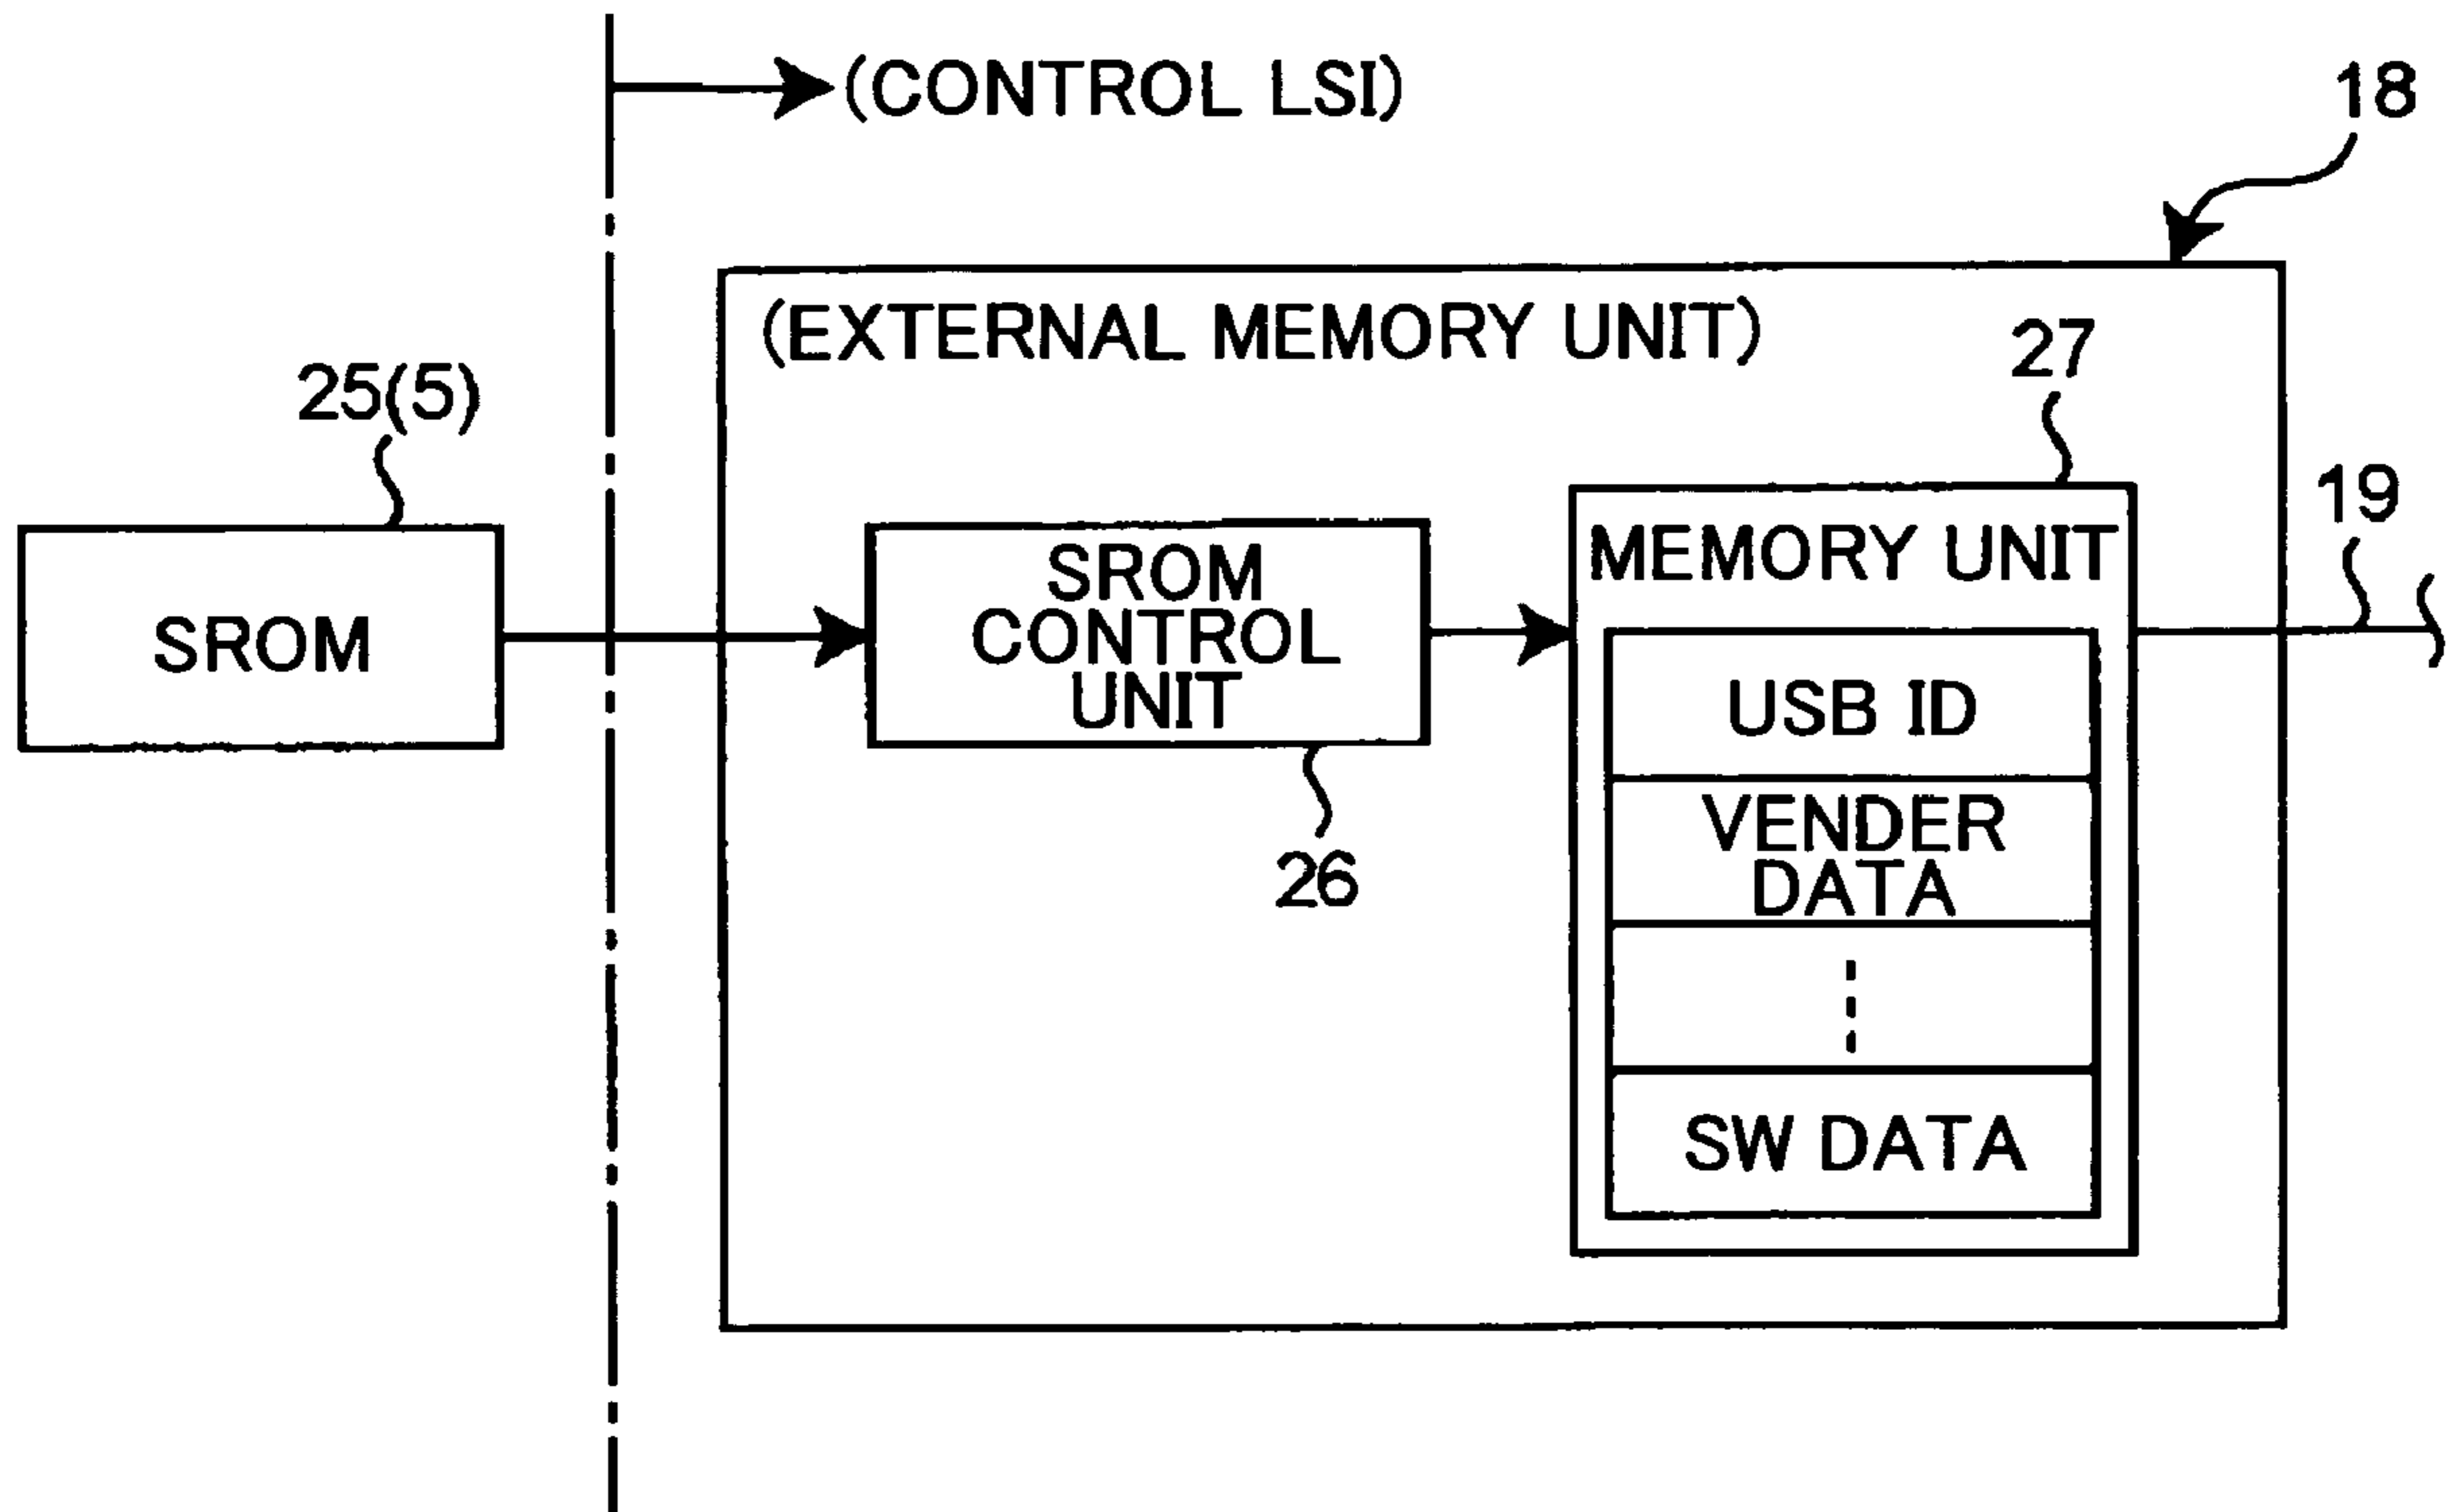 (CONTROL LSI)
18
(EXTERNAL MEMORY UNIT)
27
25(5)
19
MEMORY UNIT
SROM
SROM
CONTROL
UNIT
USB ID
VENDER
DATA
26
SW DATA